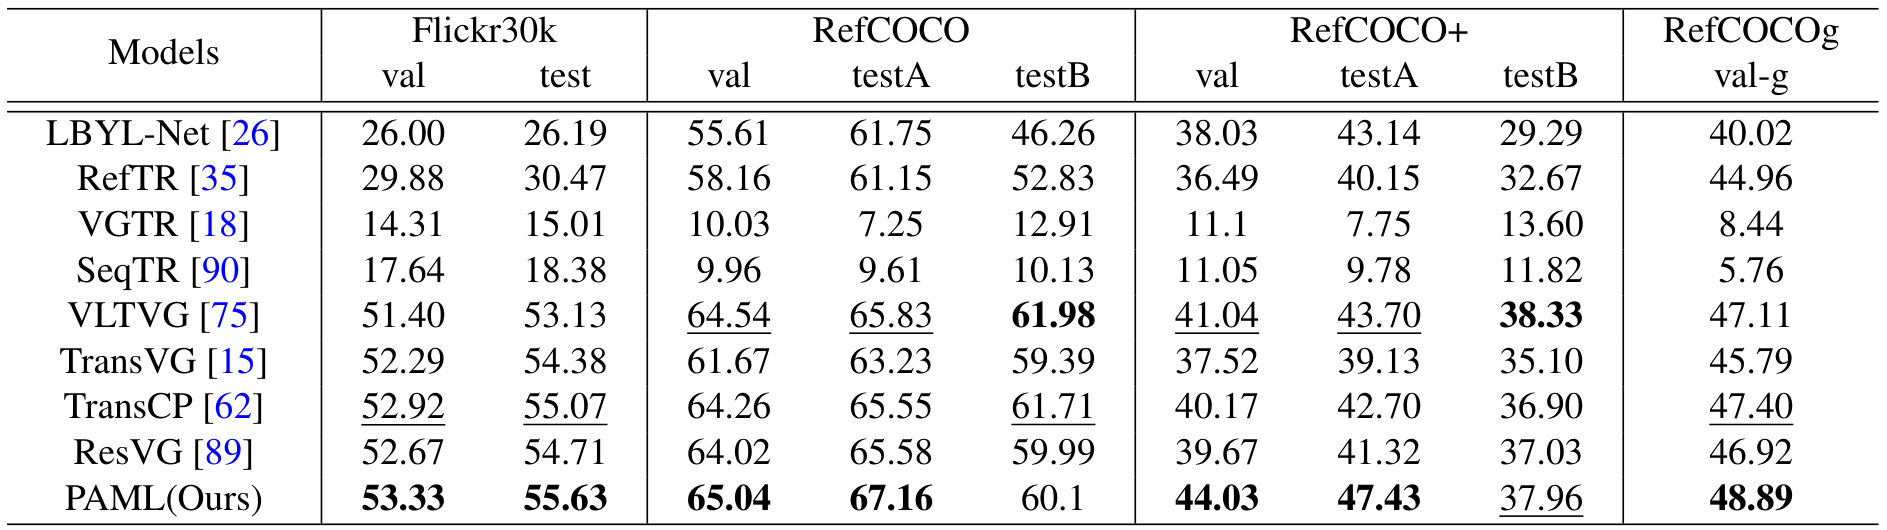 Models Flickr30k RefCOCO RefCOCO+ RefCOCOg
val test val testA testB val testA testB val-g
LBYL-Net [26] 26.00 26.19 55.61 61.75 46.26 38.03 43.14 29.29 40.02
RefTR [35] 29.88 30.47 58.16 61.15 52.83 36.49 40.15 32.67 44.96
VGTR [18] 14.31 15.01 10.03 7.25 12.91 11.1 7.75 13.60 8.44
SeqTR [90] 17.64 18.38 9.96 9.61 10.13 11.05 9.78 11.82 5.76
VLTVG [75] 51.40 53.13 64.54 65.83 61.98 41.04 43.70 38.33 47.11
TransVG [15] 52.29 54.38 61.67 63.23 59.39 37.52 39.13 35.10 45.79
TransCP [62] 52.92 55.07 64.26 65.55 61.71 40.17 42.70 36.90 47.40
ResVG [89] 52.67 54.71 64.02 65.58 59.99 39.67 41.32 37.03 46.92
PAML(Ours) 53.33 55.63 65.04 67.16 60.1 44.03 47.43 37.96 48.89